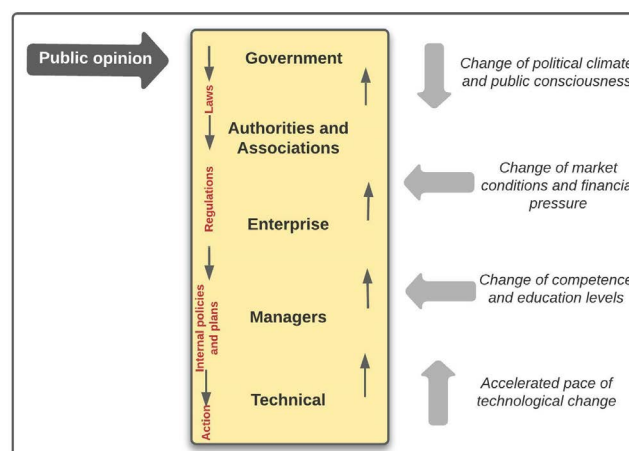 Public opinion
Government
Laws
Authorities and
Associations
Regulations
Enterprise
Internal policies
and plans
Managers
Technical
Action
Change of political climate
and public consciousness
Change of market
conditions and financial
pressure
Change of competence
and education levels
Accelerated pace of
technological change